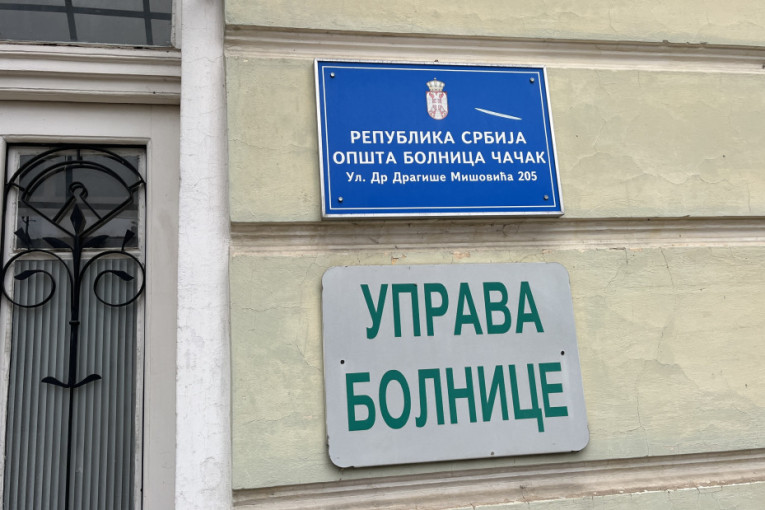 РЕПУБЛИКА СРБИЈА
ОПШТА БОЛНИЦА ЧАЧАК
Ул. Др Драгише Мишовића 205
УПРАВА
БОЛНИЦЕ